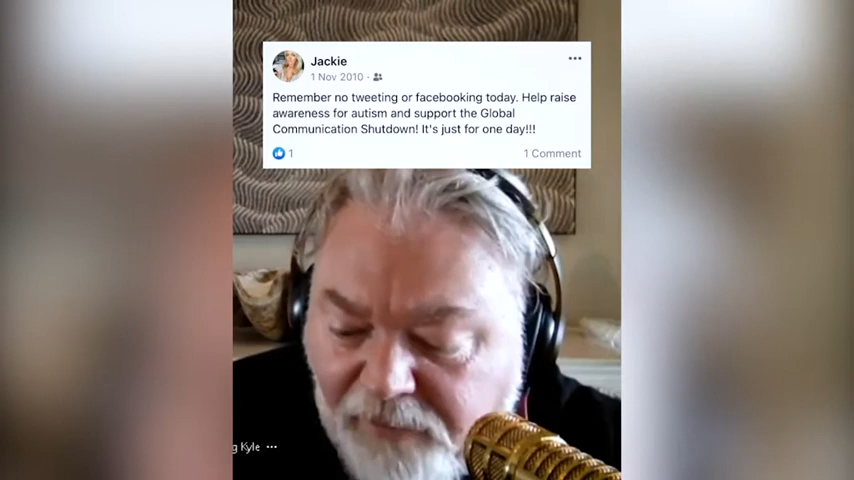 Jackie
1 Nov 2010
Remember no tweeting or facebooking today. Help raise
awareness for autism and support the Global
Communication Shutdown! It's just for one day!!!
1
1 Comment
g Kyle